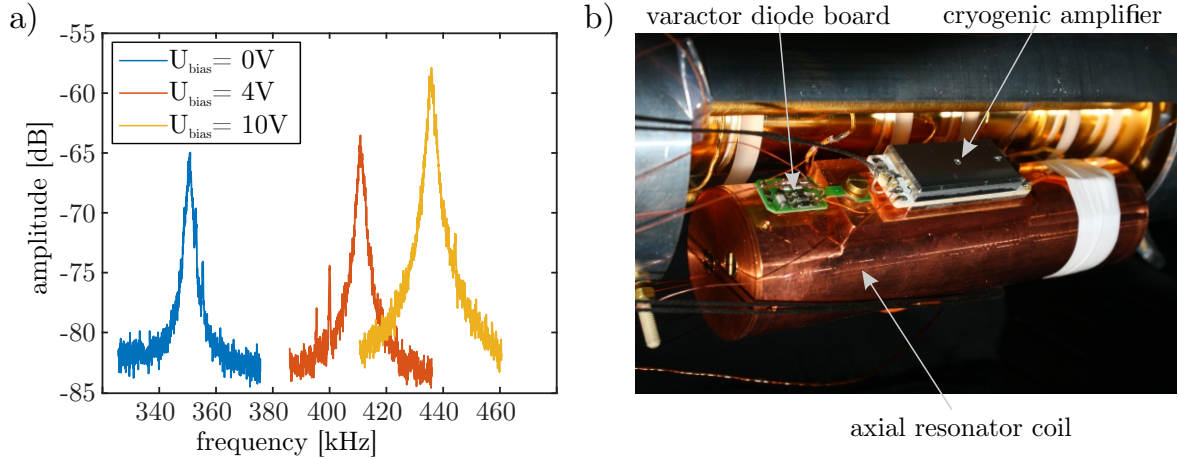 a)
-55
-60
-65
-70
-75
-80
-85
amplitude [dB]
U_bias= 0V
U_bias= 4V
U_bias= 10V
340 360 380 400 420 440 460
frequency [kHz]
b)
varactor diode board
cryogenic amplifier
axial resonator coil